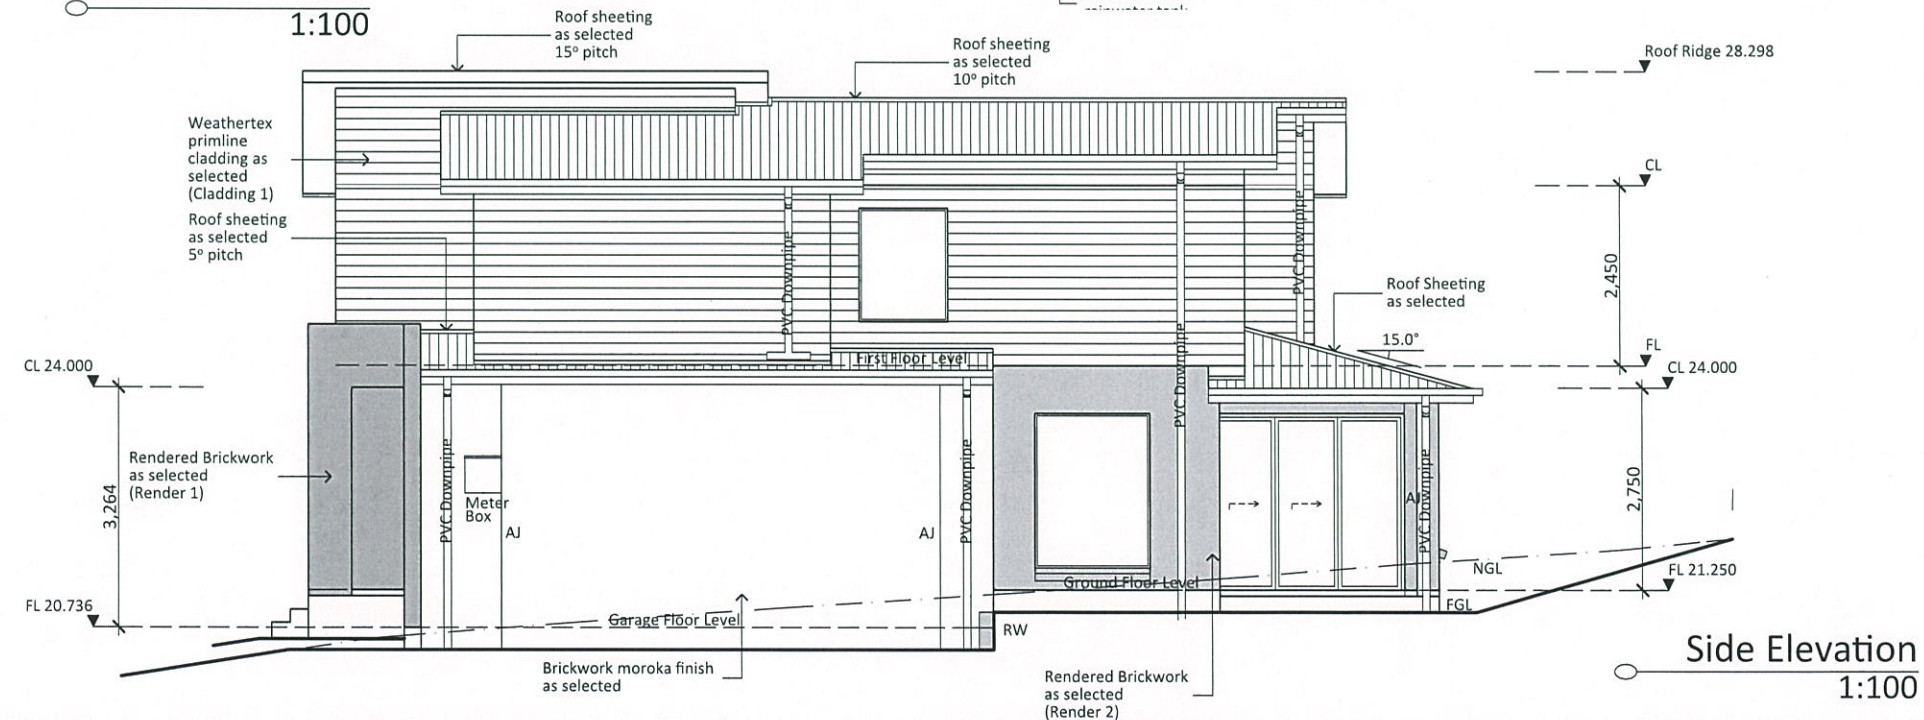 1:100
Roof sheeting
as selected
15° pitch
Roof sheeting
as selected
10° pitch
Roof Ridge 28.298
Weathertex
primline
cladding as
selected
(Cladding 1)
CL
Roof sheeting
as selected
5° pitch
PVC Downpipe
PVC Downpipe
2,450
Roof Sheeting
as selected
15.0°
FL
First Floor Level
CL 24.000
CL 24.000
PVC Downpipe
Rendered Brickwork
as selected
(Render 1)
3,264
PVC Downpipe
Meter
Box
AJ
AJ
PVC Downpipe
AJ
PVC Downpipe
2,750
NGL
FL 21.250
Ground Floor Level
FGL
FL 20.736
Garage Floor Level
RW
Brickwork moroka finish
as selected
Rendered Brickwork
as selected
(Render 2)
Side Elevation
1:100